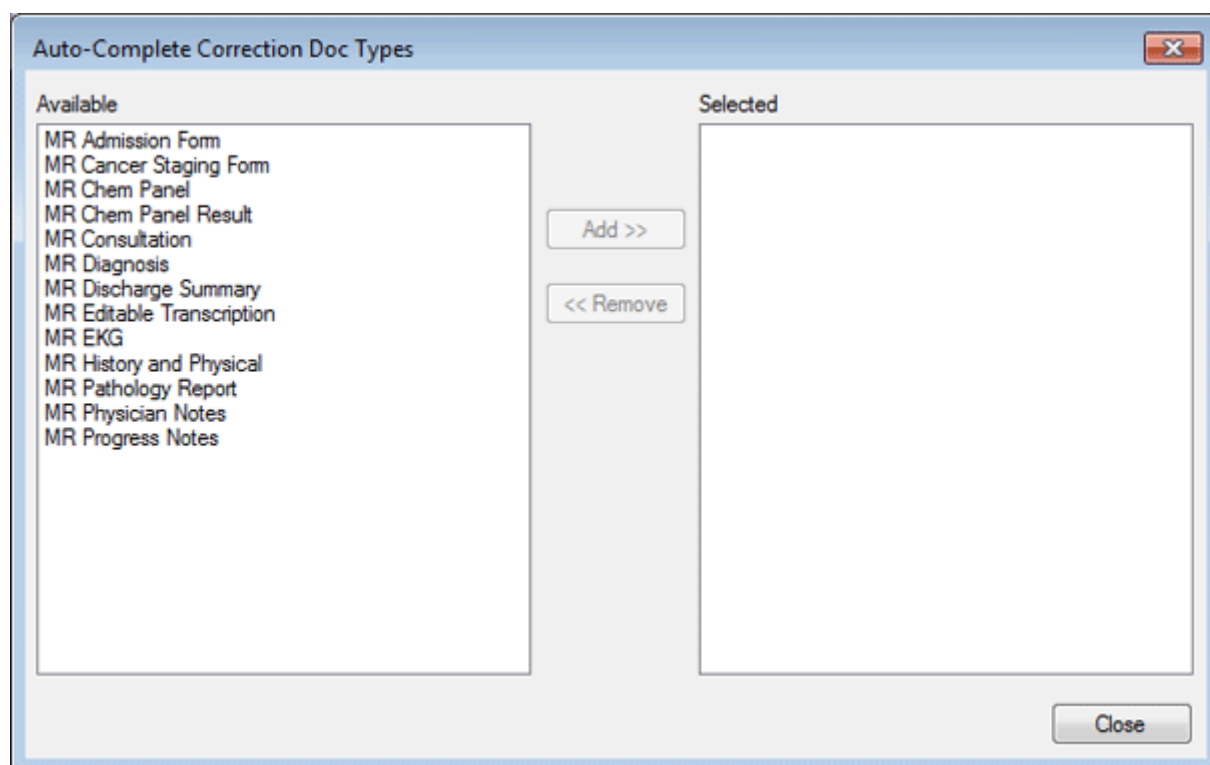 Auto-Complete Correction Doc Types
Available
Selected
MR Admission Form
MR Cancer Staging Form
MR Chem Panel
MR Chem Panel Result
MR Consultation
MR Diagnosis
MR Discharge Summary
MR Editable Transcription
MR EKG
MR History and Physical
MR Pathology Report
MR Physician Notes
MR Progress Notes
Add >>
<< Remove
Close